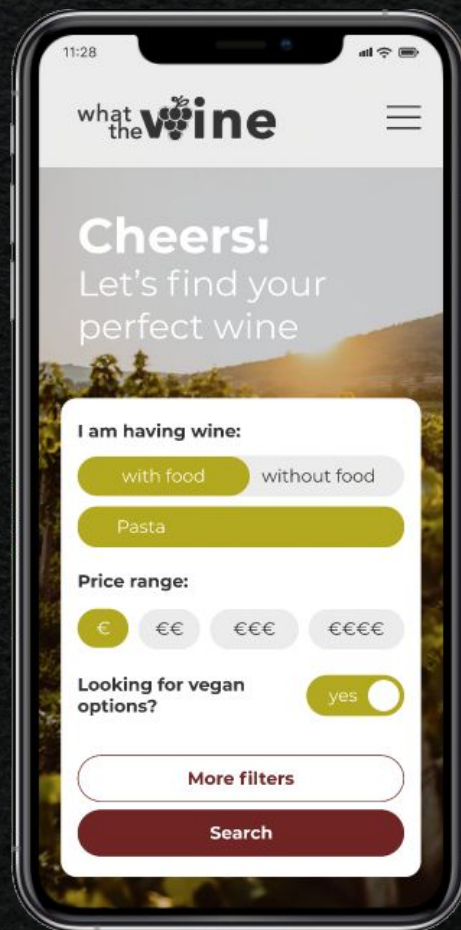 11:28
what
the wine
Cheers!
Let's find your
perfect wine
I am having wine:
with food without food
Pasta
Price range:
€ €€ €€€ €€€€
Looking for vegan
options?
yes
More filters
Search